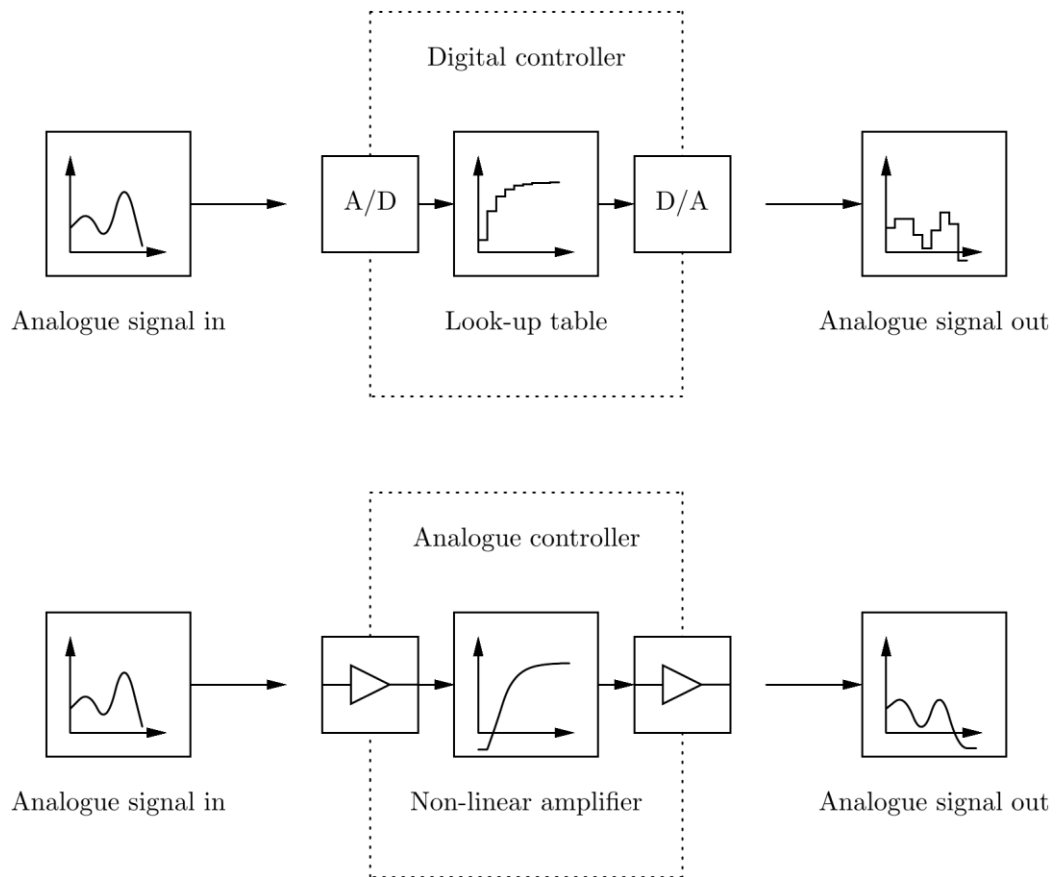 Digital controller
A/D
D/A
Analogue signal in
Look-up table
Analogue signal out
Analogue controller
Analogue signal in
Non-linear amplifier
Analogue signal out